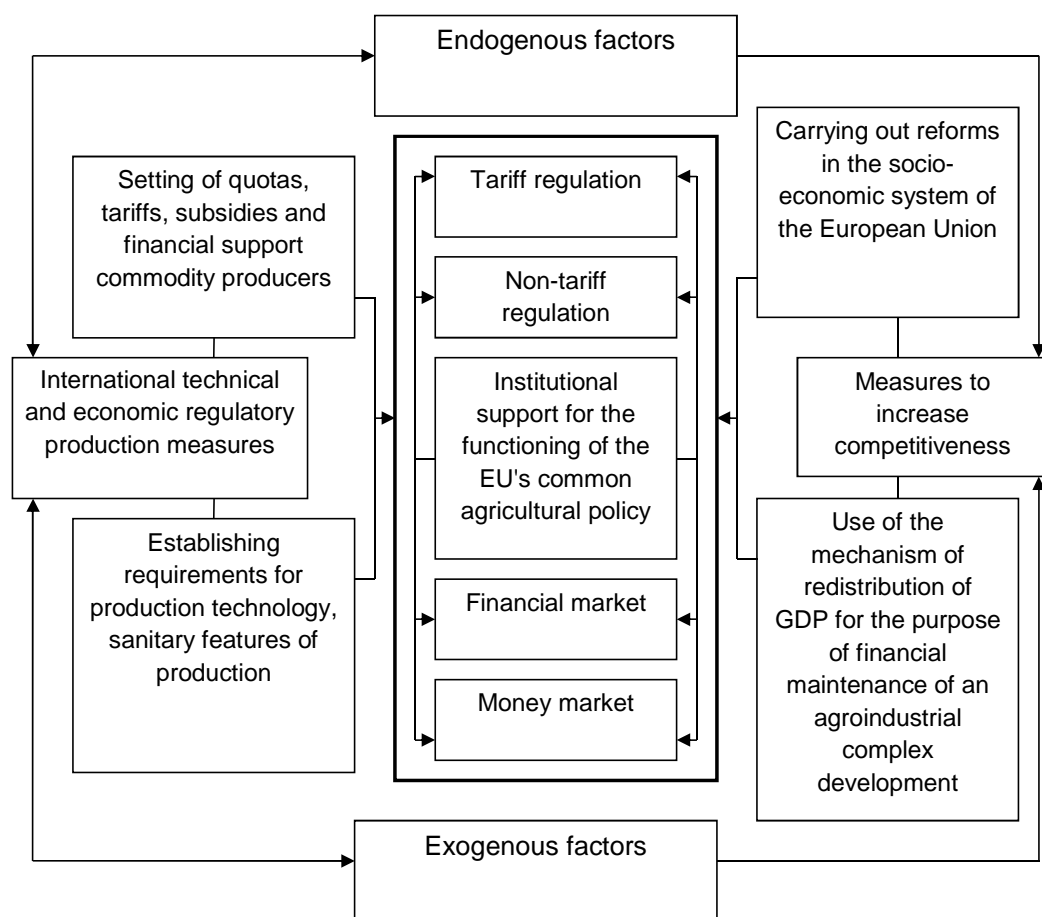 Endogenous factors
Setting of quotas,
tariffs, subsidies and
financial support
commodity producers
International technical
and economic regulatory
production measures
Establishing
requirements for
production technology,
sanitary features of
production
Tariff regulation
Non-tariff
regulation
Institutional
support for the
functioning of the
EU's common
agricultural policy
Financial market
Money market
Carrying out reforms
in the socio-
economic system of
the European Union
Measures to
increase
competitiveness
Use of the
mechanism of
redistribution of
GDP for the purpose
of financial
maintenance of an
agroindustrial
complex
development
Exogenous factors